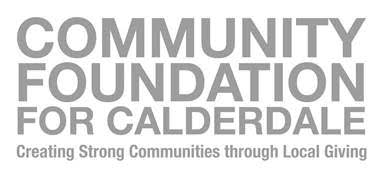 COMMUNITY
FOUNDATION
FOR CALDERDALE
Creating Strong Communities through Local Giving